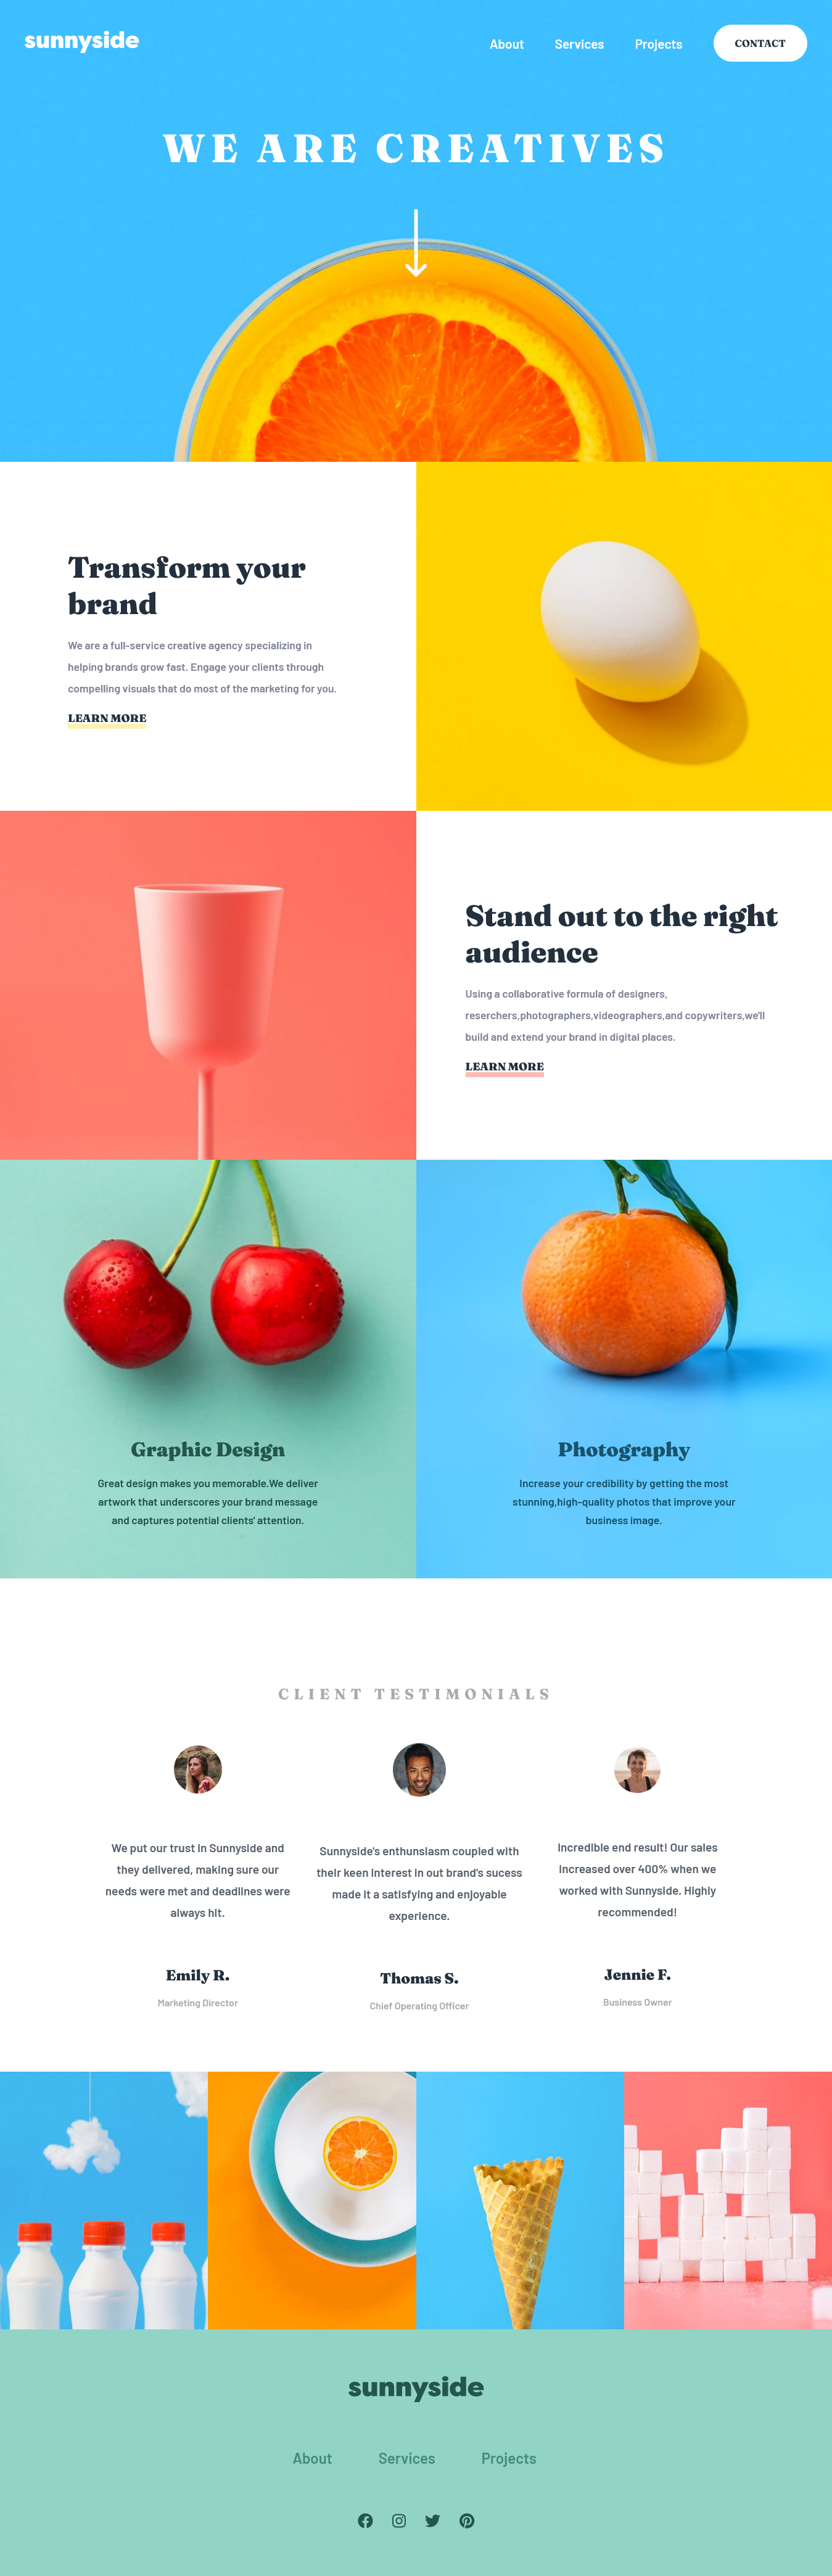 sunnyside
About Services Projects CONTACT
WE ARE CREATIVES
Transform your
brand
We are a full-service creative agency specializing in
helping brands grow fast. Engage your clients through
compelling visuals that do most of the marketing for you.
LEARN MORE
Stand out to the right
audience
Using a collaborative formula of designers,
reserchers,photographers,videographers,and copywriters,we'll
build and extend your brand in digital places.
LEARN MORE
Graphic Design
Great design makes you memorable.We deliver
artwork that underscores your brand message
and captures potential clients' attention.
Photography
Increase your credibility by getting the most
stunning,high-quality photos that improve your
business image.
CLIENT TESTIMONIALS
We put our trust in Sunnyside and
they delivered, making sure our
needs were met and deadlines were
always hit.
Emily R.
Marketing Director
Sunnyside's enthunsiasm coupled with
their keen interest in out brand's sucess
made it a satisfying and enjoyable
experience.
Thomas S.
Chief Operating Officer
Incredible end result! Our sales
increased over 400% when we
worked with Sunnyside. Highly
recommended!
Jennie F.
Business Owner
sunnyside
About Services Projects